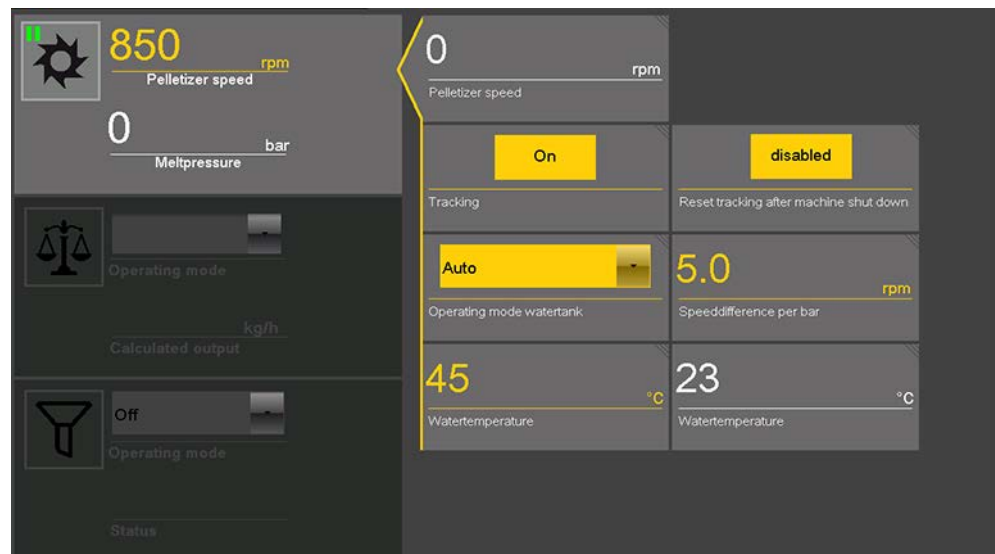 850
rpm
Pelletizer speed
0
bar
Meltpressure
Operating mode
kg/h
Calculated output
Off
Operating mode
Status
0
rpm
Pelletizer speed
On
Tracking
disabled
Reset tracking after machine shut down
Auto
Operating mode watertank
5.0
rpm
Speeddifference per bar
45
°C
Watertemperature
23
°C
Watertemperature